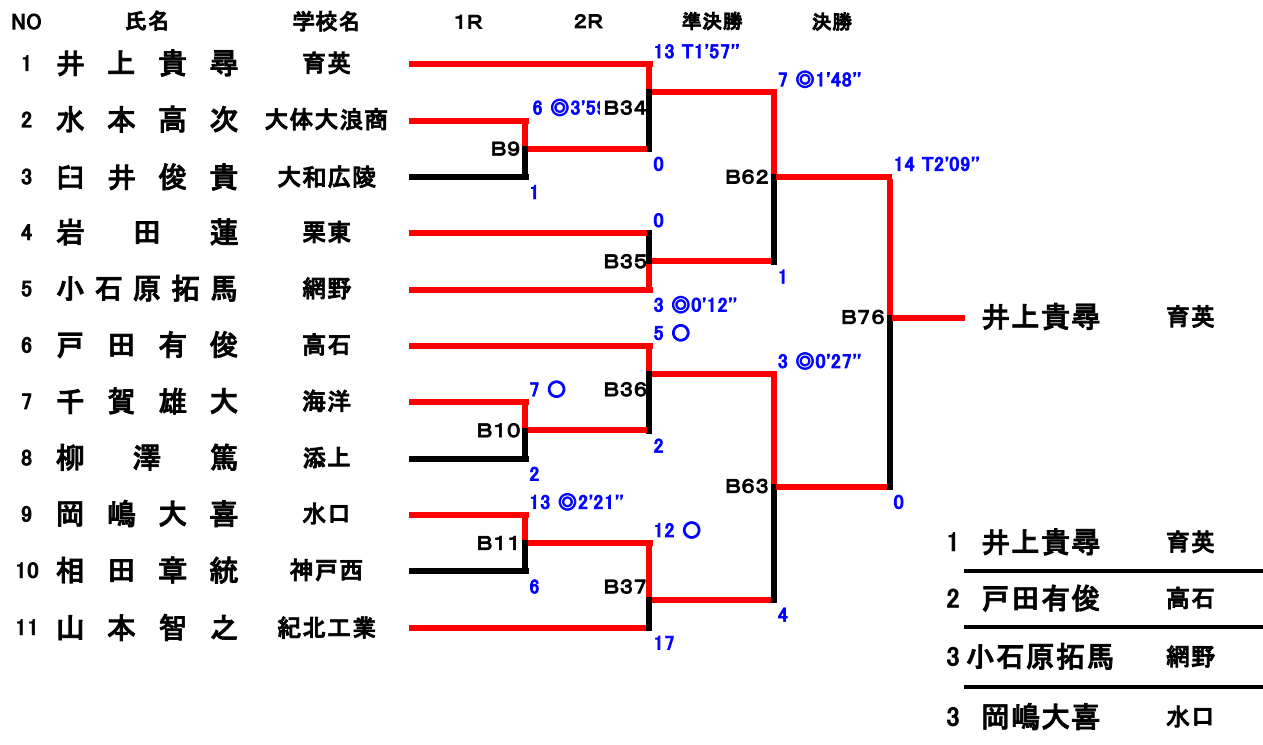 NO 氏名 学校名 1R 2R 準決勝 決勝
13 T1'57”
1 井上貴尋 育英
7 ◎1'48”
6 ◎3'5 B34
2 水本高次 大体大浪商
B9
0
14 T2'09”
3 臼井俊貴 大和広陵 B62
1
0
4 岩田蓮 栗東
B35
1
5 小石原拓馬 網野
3 ◎0'12”
B76 井上貴尋 育英
5 ○
6 戸田有俊 高石
3 ◎0'27”
7 ○ B36
7 千賀雄大 海洋
B10
2
8 柳澤篤 添上
2
B63
13 ◎2'21”
0
9 岡嶋大喜 水口
12 ○
B11
1 井上貴尋 育英
10 相田章統 神戸西
6 B37
2 戸田有俊 高石
4
11 山本智之 紀北工業
17
3 小石原拓馬 網野
3 岡嶋大喜 水口